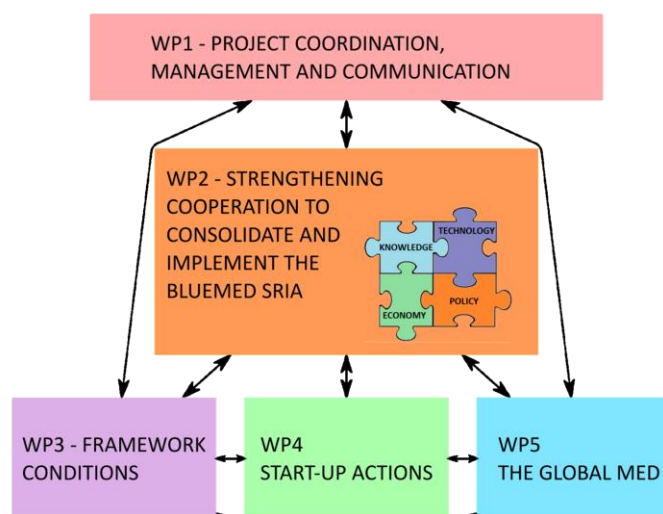 WP1 - PROJECT COORDINATION,
MANAGEMENT AND COMMUNICATION
WP2 - STRENGTHENING
COOPERATION TO
CONSOLIDATE AND
IMPLEMENT THE
BLUEMED SRIA
TECHNOLOGY
KNOWLEDGE
POLICY
ECONOMY
WP3 - FRAMEWORK
CONDITIONS
WP4
START-UP ACTIONS
WP5
THE GLOBAL MED